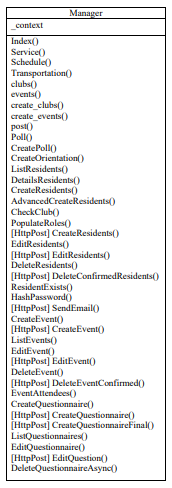 Manager
_context
Index()
Service()
Schedule()
Transportation()
clubs()
events()
create_clubs()
create_events()
post()
Poll()
CreatePoll()
CreateOrientation()
ListResidents()
DetailsResidents()
CreateResidents()
AdvancedCreateResidents()
CheckClub()
PopulateRoles()
[HttpPost] CreateResidents()
EditResidents()
[HttpPost] EditResidents()
DeleteResidents()
[HttpPost] DeleteConfirmedResidents()
ResidentExists()
HashPassword()
[HttpPost] SendEmail()
CreateEvent()
[HttpPost] CreateEvent()
ListEvents()
EditEvent()
[HttpPost] EditEvent()
DeleteEvent()
[HttpPost] DeleteEventConfirmed()
EventAttendees()
CreateQuestionnaire()
[HttpPost] CreateQuestionnaire()
[HttpPost] CreateQuestionnaireFinal()
ListQuestionnaires()
EditQuestionnaire()
[HttpPost] EditQuestion()
DeleteQuestionnaireAsync()